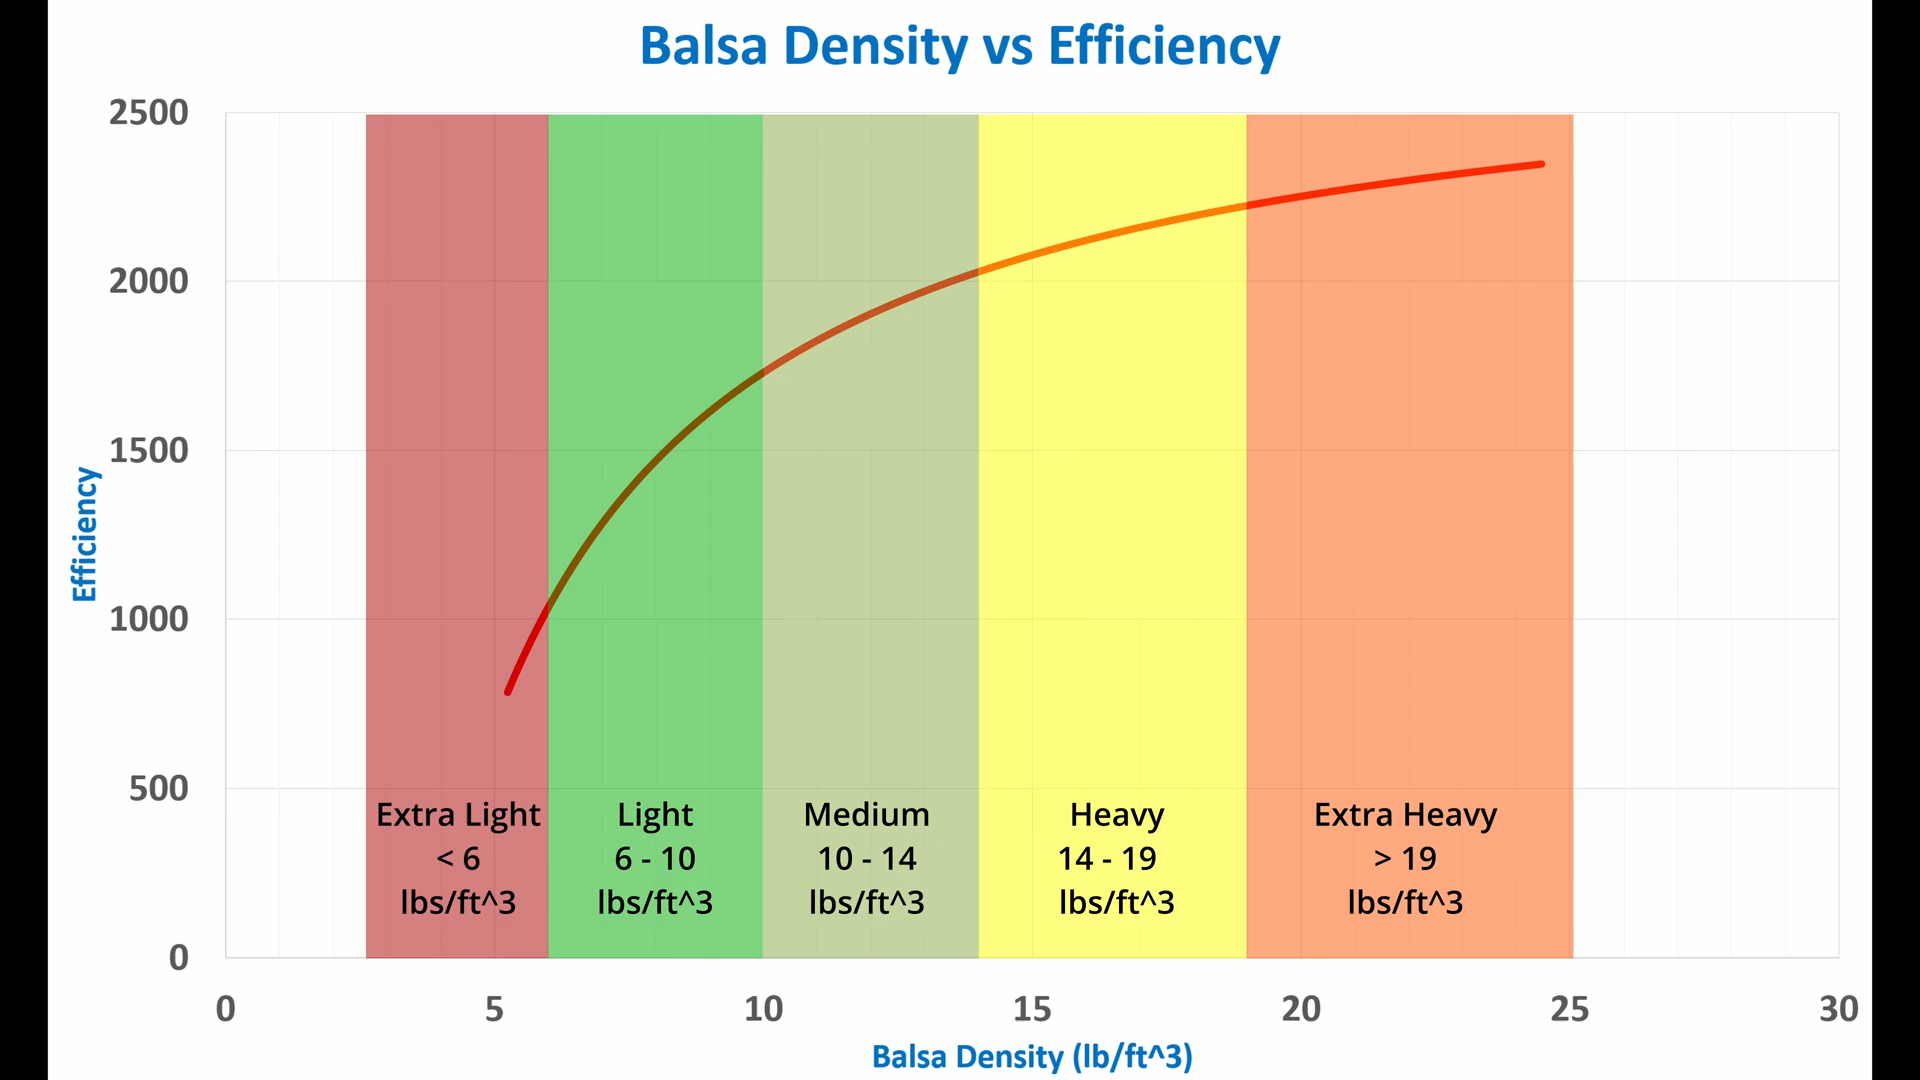 Balsa Density vs Efficiency
2500
2000
1500
1000
500
0
Efficiency
Extra Light
< 6
lbs/ft^3
Light
6 - 10
lbs/ft^3
Medium
10 - 14
lbs/ft^3
Heavy
14 - 19
lbs/ft^3
Extra Heavy
> 19
lbs/ft^3
0 5 10 15 20 25 30
Balsa Density (lb/ft^3)